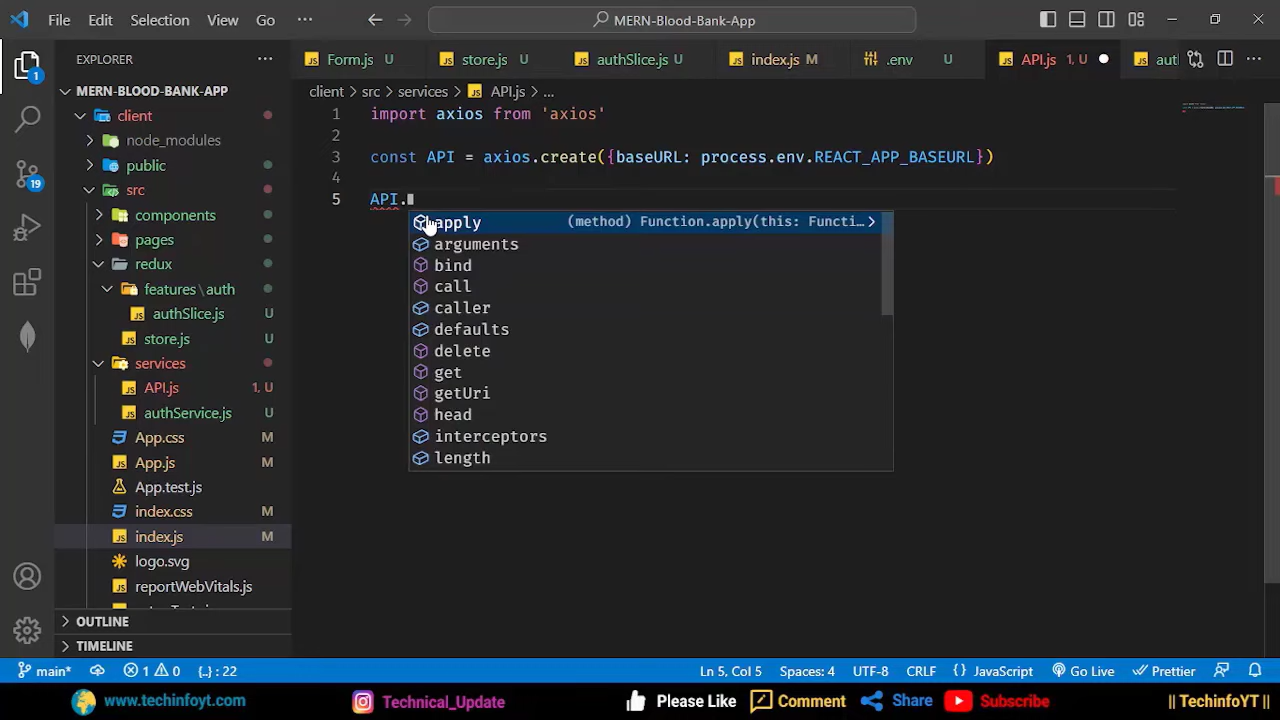 File Edit Selection View Go ··· MERN-Blood-Bank-App
EXPLORER ···
Form.js U store.js U authSlice.js U index.js M .env U API.js 1, U aut ···
MERN-BLOOD-BANK-APP
client > src > services > API.js > ...
client
node_modules
public
src
components
pages
redux
features\auth
authSlice.js
store.js
services
API.js 1, U
authService.js U
App.css M
App.js M
App.test.js
index.css M
index.js M
logo.svg
reportWebVitals.js
OUTLINE
TIMELINE
1 import axios from 'axios'
2
3 const API = axios.create({baseURL: process.env.REACT_APP_BASEURL})
4
5 API.
apply (method) Function.apply(this: Functi…
arguments
bind
call
caller
defaults
delete
get
getUri
head
interceptors
length
1
19
main* 1 0 {..} : 22 Ln 5, Col 5 Spaces: 4 UTF-8 CRLF {} JavaScript Go Live Prettier
www.techinfoyt.com Technical_Update Please Like Comment Share Subscribe || TechinfoYT ||